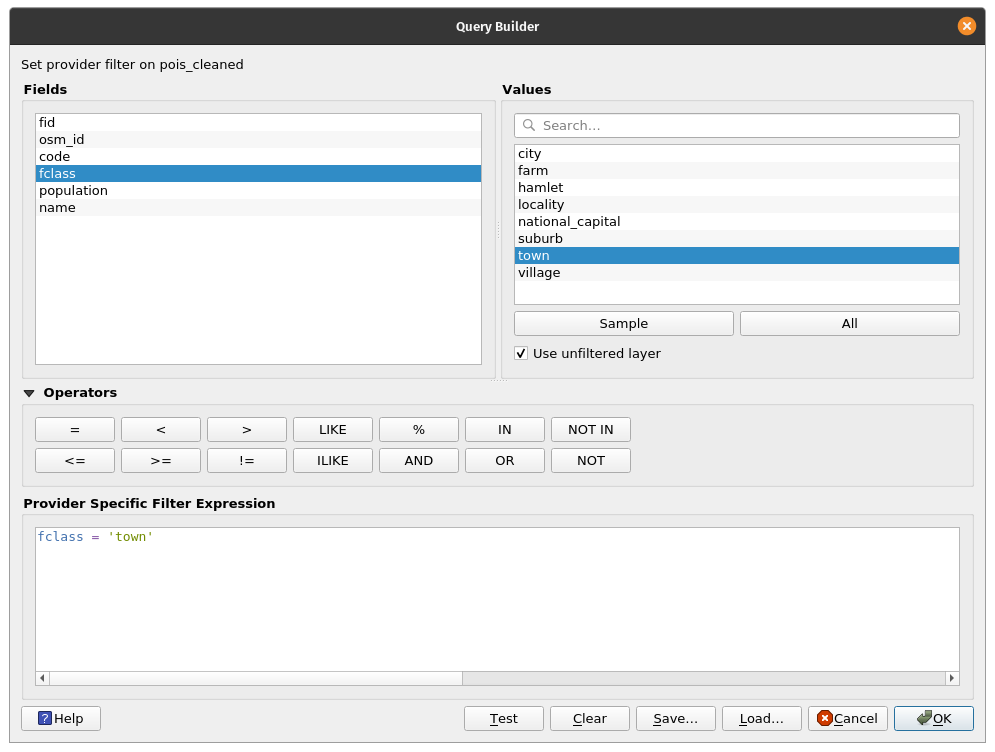 Query Builder
Set provider filter on pois_cleaned
Fields
fid
osm_id
code
fclass
population
name
Values
Search...
city
farm
hamlet
locality
national_capital
suburb
town
village
Sample
All
Use unfiltered layer
Operators
= < > LIKE % IN NOT IN
<= >= != ILIKE AND OR NOT
Provider Specific Filter Expression
fclass = 'town'
? Help Test Clear Save... Load... Cancel OK